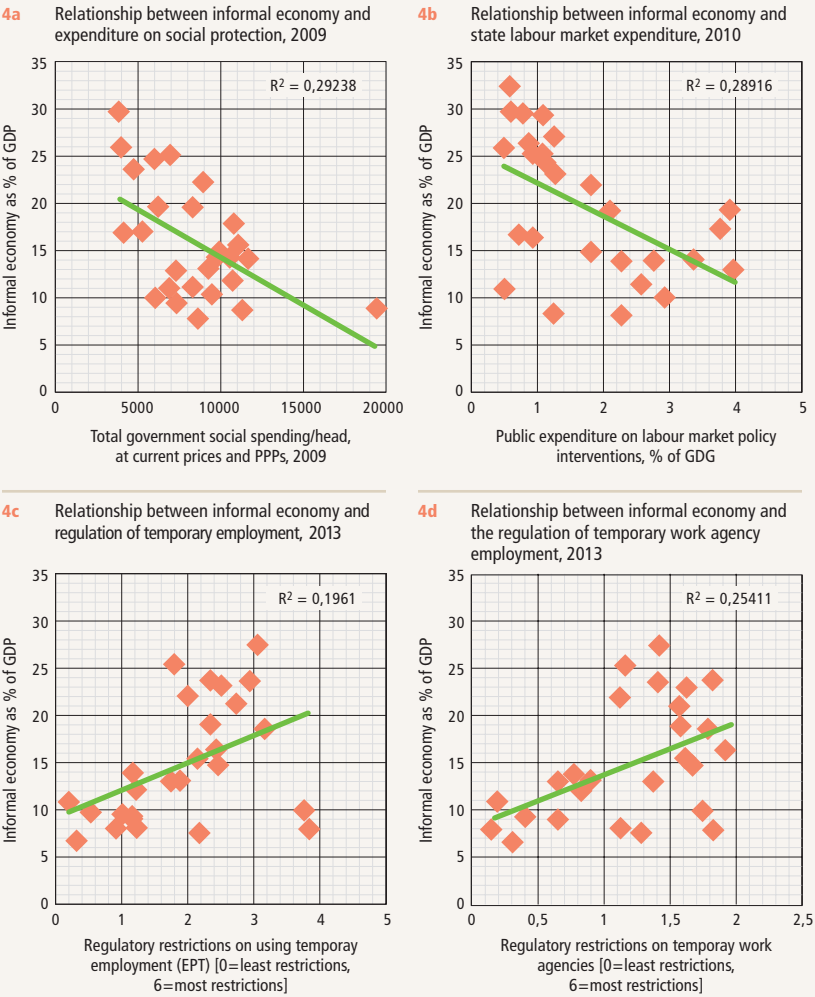 4a Relationship between informal economy and
expenditure on social protection, 2009
35
30
25
20
15
10
5
0
Informal economy as % of GDP
R² = 0,29238
0 5000 10000 15000 20000
Total government social spending/head,
at current prices and PPPs, 2009
4b Relationship between informal economy and
state labour market expenditure, 2010
35
30
25
20
15
10
5
0
Informal economy as % of GDP
R² = 0,28916
0 1 2 3 4 5
Public expenditure on labour market policy
interventions, % of GDG
4c Relationship between informal economy and
regulation of temporary employment, 2013
35
30
25
20
15
10
5
0
Informal economy as % of GDP
R² = 0,1961
0 1 2 3 4 5
Regulatory restrictions on using temporay
employment (EPT) [0=least restrictions,
6=most restrictions]
4d Relationship between informal economy and
the regulation of temporary work agency
employment, 2013
35
30
25
20
15
10
5
0
Informal economy as % of GDP
R² = 0,25411
0 0,5 1 1,5 2 2,5
Regulatory restrictions on temporay work
agencies [0=least restrictions,
6=most restrictions]